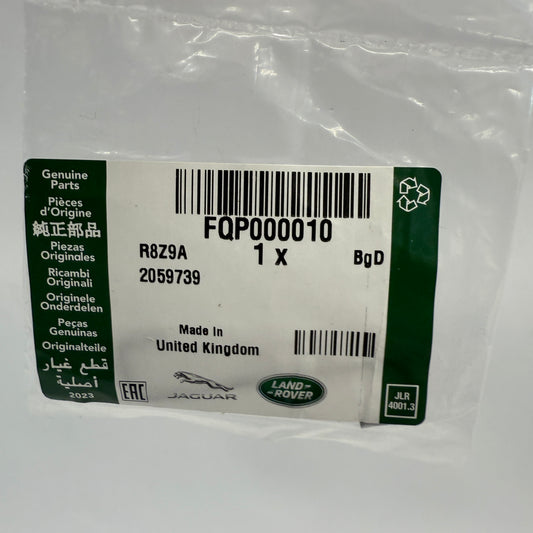 Genuine
Parts
Pièces
d'Origine
純正部品
Piezas
Originales
Ricambi
Originali
Originele
Onderdelen
Peças
Genuinas
Originalteile
قطع غيار
أصلية
2023
FQP000010
1 x
R8Z9A
BgD
2059739
Made In
United Kingdom
EAC
JAGUAR
LAND-
ROVER
JLR
4001.3